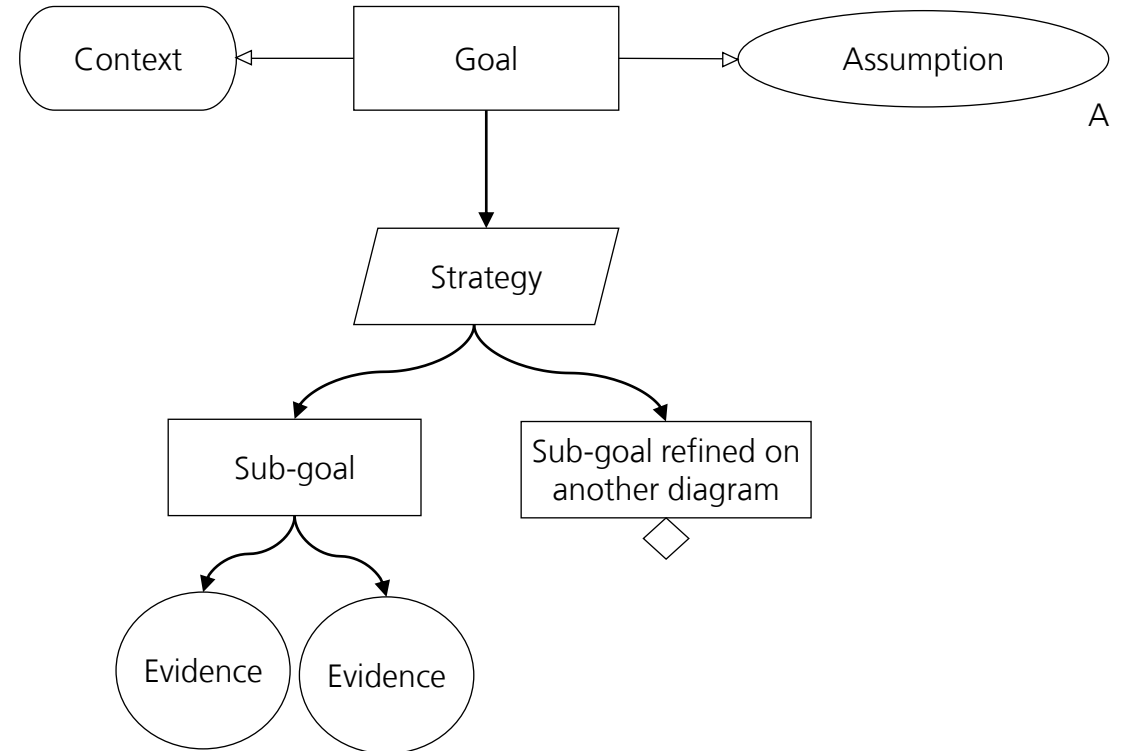 Context
Goal
Assumption
A
Strategy
Sub-goal
Sub-goal refined on
another diagram
Evidence
Evidence